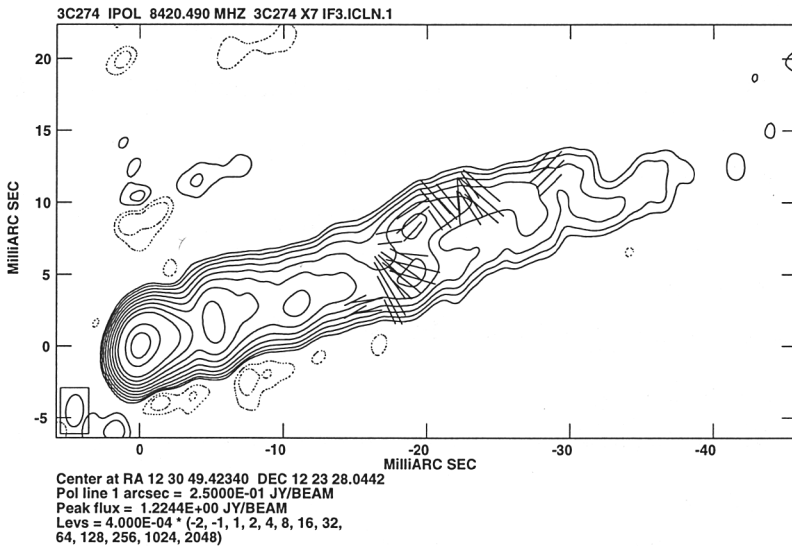 3C274 IPOL 8420.490 MHZ 3C274 X7 IF3.ICLN.1
20
15
10
5
0
-5
MilliARC SEC
0
-10
-20
-30
-40
MilliARC SEC
Center at RA 12 30 49.42340 DEC 12 23 28.0442
Pol line 1 arcsec = 2.5000E-01 JY/BEAM
Peak flux = 1.2244E+00 JY/BEAM
Levs = 4.000E-04 * (-2, -1, 1, 2, 4, 8, 16, 32,
64, 128, 256, 1024, 2048)